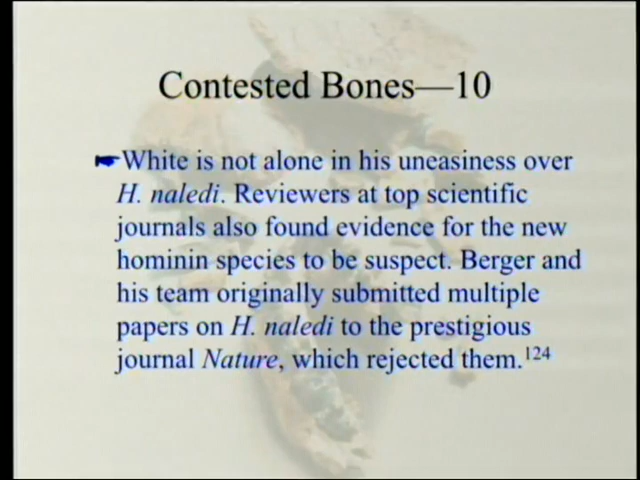 Contested Bones—10
☛White is not alone in his uneasiness over
H. naledi. Reviewers at top scientific
journals also found evidence for the new
hominin species to be suspect. Berger and
his team originally submitted multiple
papers on H. naledi to the prestigious
journal Nature, which rejected them.124